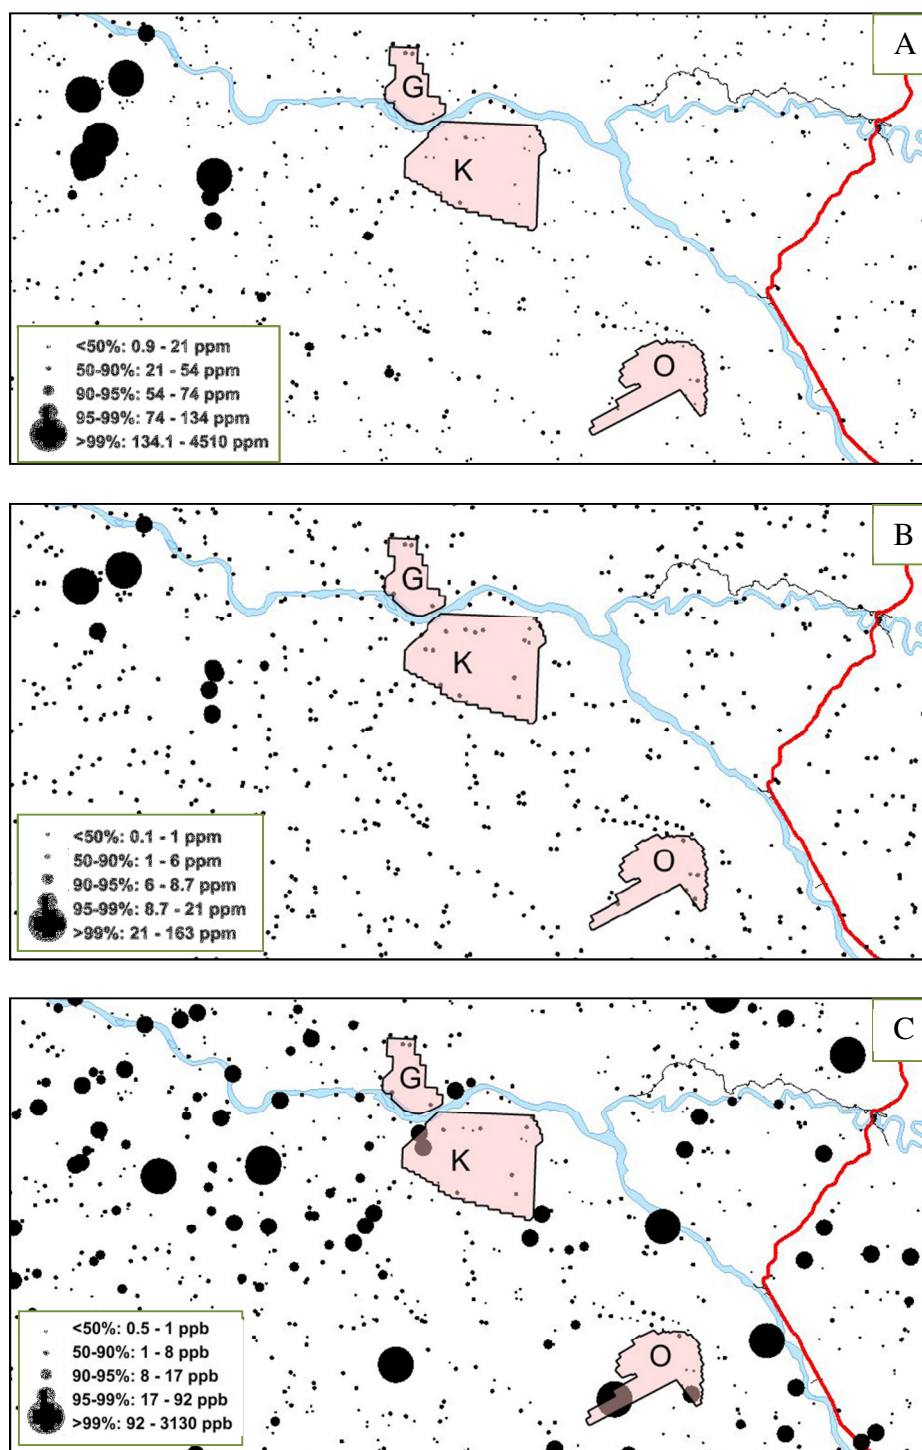 A
G
K
O
<50%: 0.9 - 21 ppm
50-90%: 21 - 54 ppm
90-95%: 54 - 74 ppm
95-99%: 74 - 134 ppm
>99%: 134.1 - 4510 ppm
B
G
K
O
<50%: 0.1 - 1 ppm
50-90%: 1 - 6 ppm
90-95%: 6 - 8.7 ppm
95-99%: 8.7 - 21 ppm
>99%: 21 - 163 ppm
C
G
K
O
<50%: 0.5 - 1 ppb
50-90%: 1 - 8 ppb
90-95%: 8 - 17 ppb
95-99%: 17 - 92 ppb
>99%: 92 - 3130 ppb